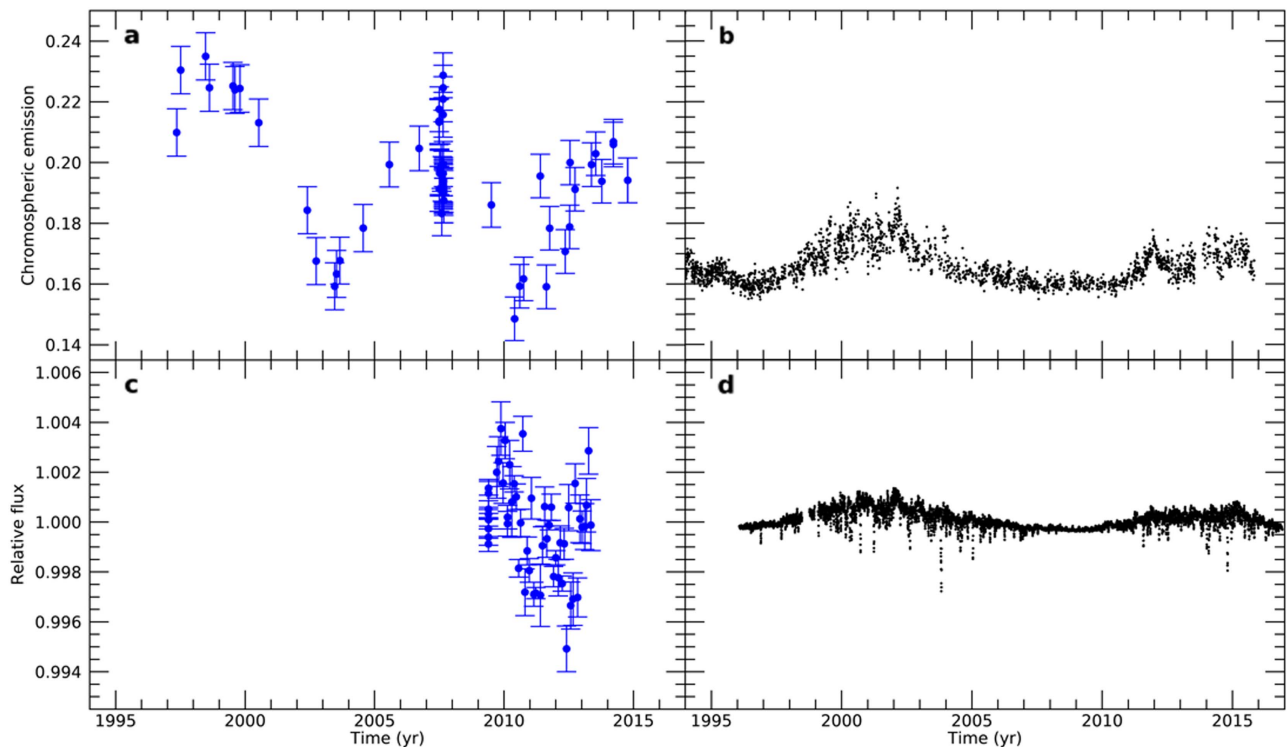 a
b
0.24
0.22
0.20
0.18
0.16
0.14
Chromospheric emission
c
d
1.006
1.004
1.002
1.000
0.998
0.996
0.994
Relative flux
1995 2000 2005 2010 2015 1995 2000 2005 2010 2015
Time (yr) Time (yr)